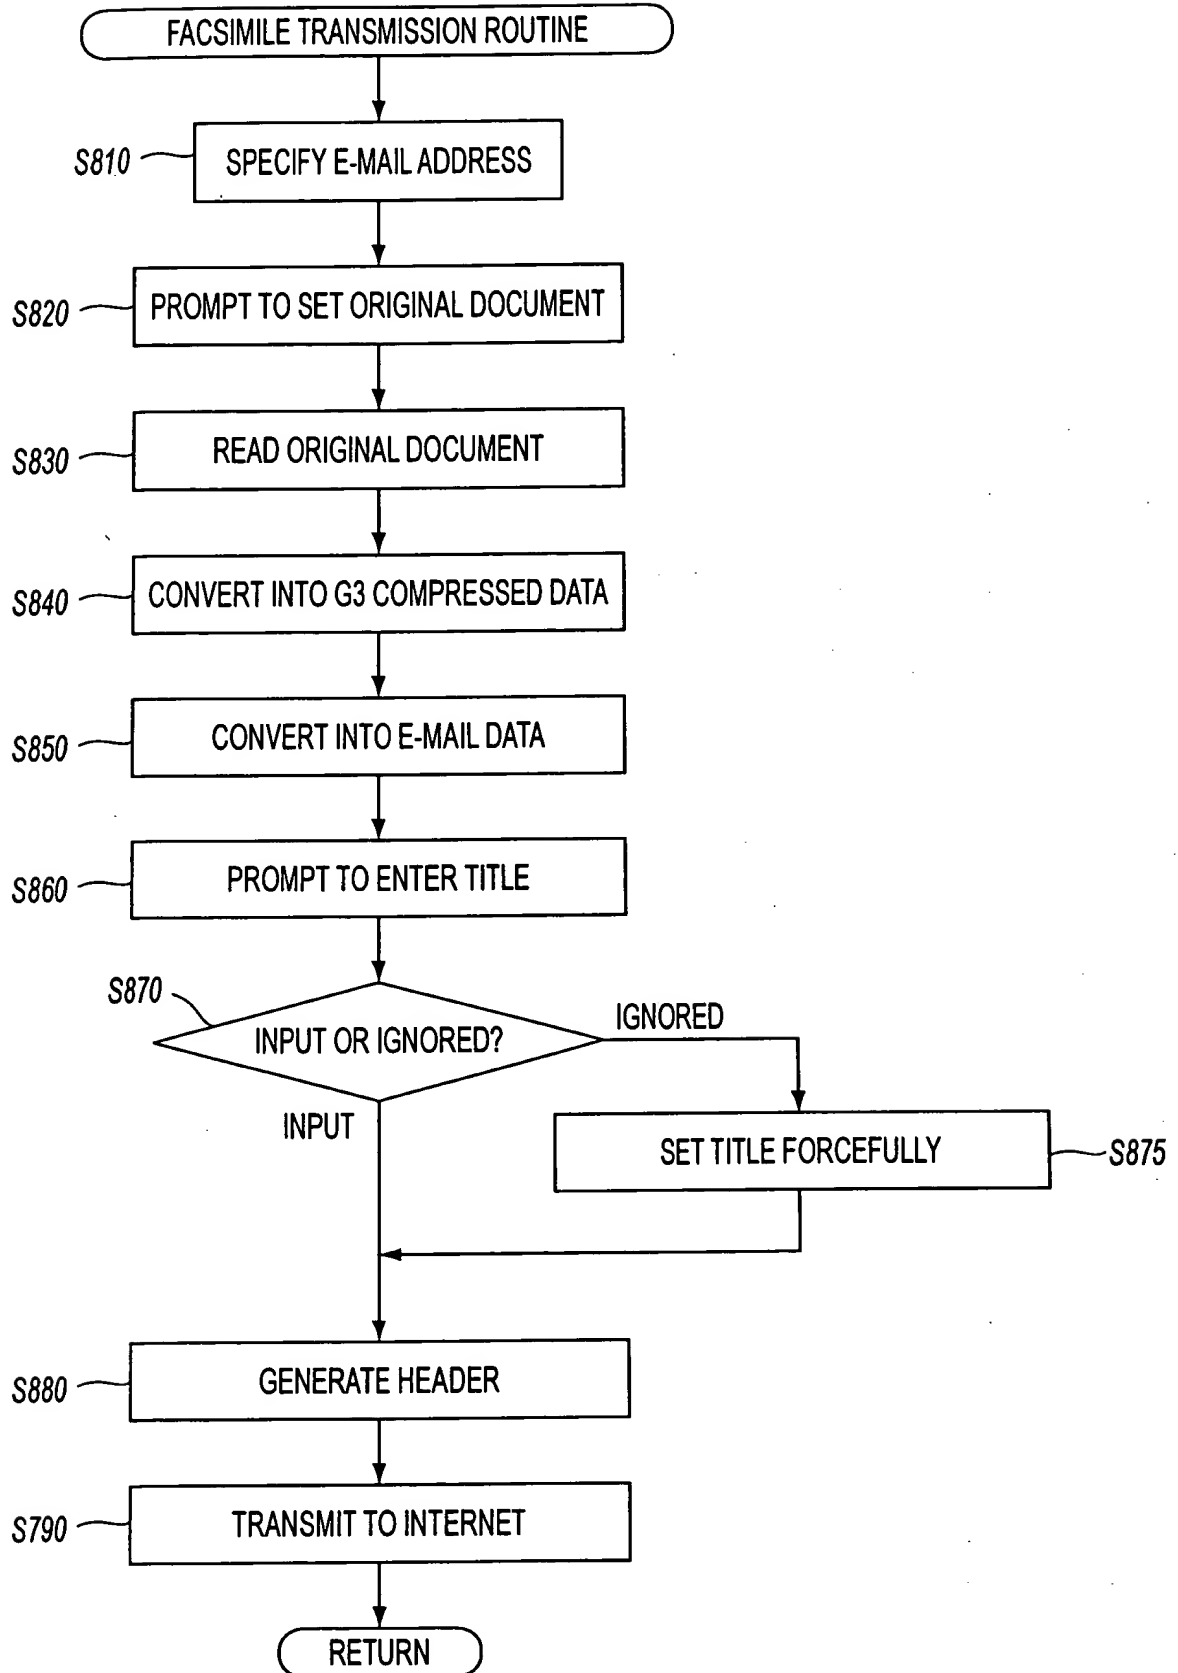 FACSIMILE TRANSMISSION ROUTINE
S810
SPECIFY E-MAIL ADDRESS
S820
PROMPT TO SET ORIGINAL DOCUMENT
S830
READ ORIGINAL DOCUMENT
S840
CONVERT INTO G3 COMPRESSED DATA
S850
CONVERT INTO E-MAIL DATA
S860
PROMPT TO ENTER TITLE
S870
INPUT OR IGNORED?
IGNORED
INPUT
SET TITLE FORCEFULLY
S875
S880
GENERATE HEADER
S790
TRANSMIT TO INTERNET
RETURN